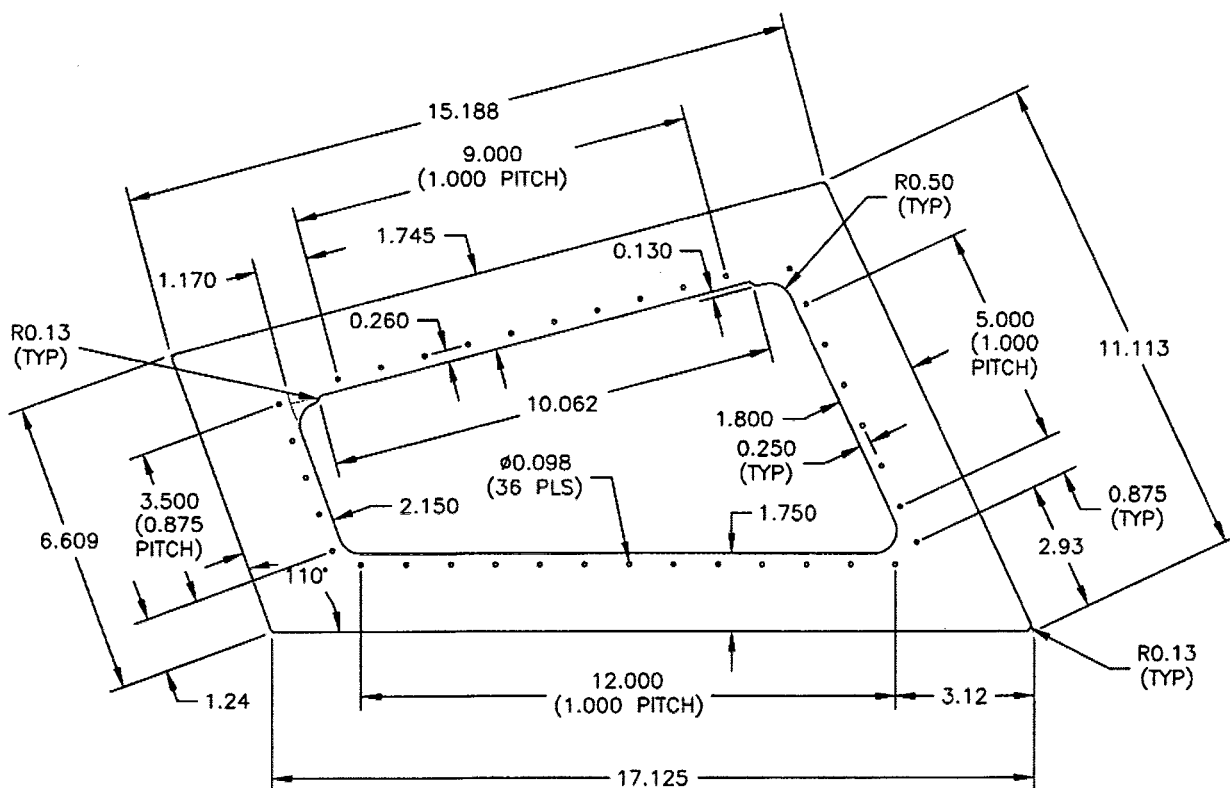 15.188
9.000
(1.000 PITCH)
R0.50
(TYP)
1.745
0.130
1.170
R0.13
(TYP)
0.260
5.000
(1.000
PITCH)
11.113
10.062
1.800
0.250
(TYP)
ø0.098
(36 PLS)
3.500
(0.875
PITCH)
2.150
1.750
0.875
(TYP)
6.609
2.93
110°
R0.13
(TYP)
1.24
12.000
(1.000 PITCH)
3.12
17.125